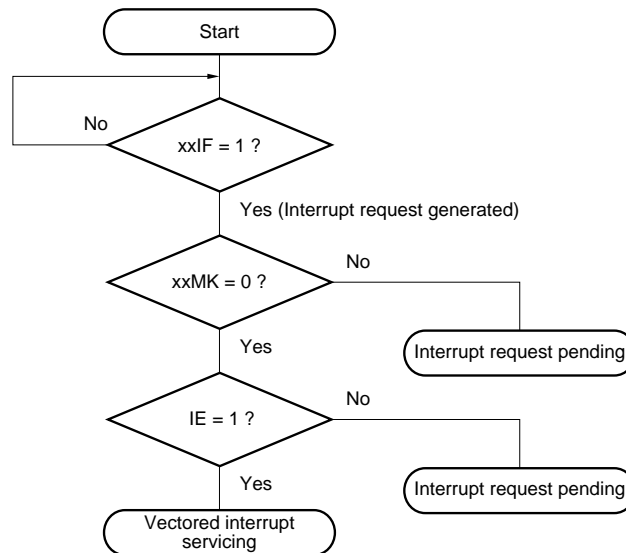 Start
No
xxIF = 1 ?
Yes (Interrupt request generated)
xxMK = 0 ?
No
Interrupt request pending
Yes
IE = 1 ?
No
Interrupt request pending
Yes
Vectored interrupt
servicing